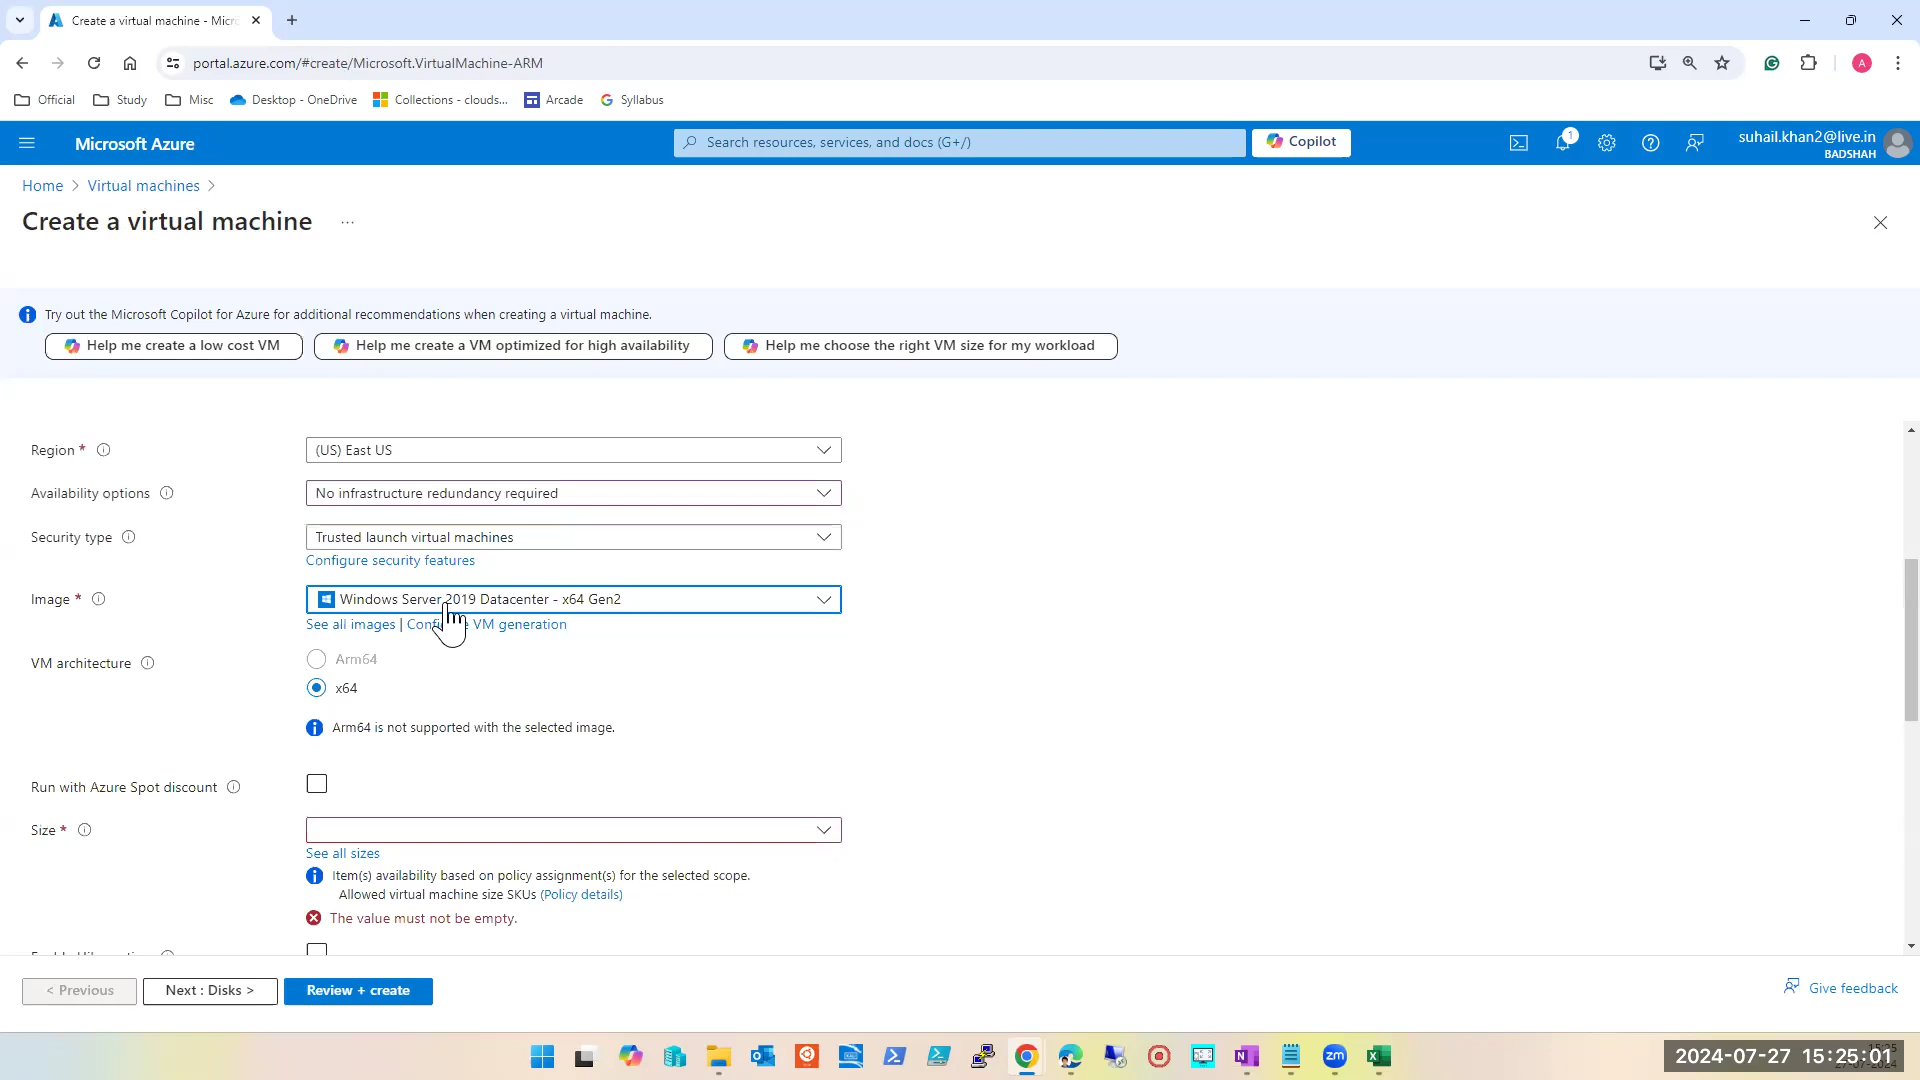 Create a virtual machine - Micr
portal.azure.com/#create/Microsoft.VirtualMachine-ARM
A
Official
Study
Misc
Desktop - OneDrive
Collections - clouds...
Arcade
Syllabus
Microsoft Azure
Search resources, services, and docs (G+/)
Copilot
1
suhail.khan2@live.in
BADSHAH
Home > Virtual machines >
Create a virtual machine ...
Try out the Microsoft Copilot for Azure for additional recommendations when creating a virtual machine.
Help me create a low cost VM
Help me create a VM optimized for high availability
Help me choose the right VM size for my workload
Region *
(US) East US
Availability options
No infrastructure redundancy required
Security type
Trusted launch virtual machines
Configure security features
Image *
Windows Server 2019 Datacenter - x64 Gen2
See all images | VM generation
VM architecture
Arm64
x64
Arm64 is not supported with the selected image.
Run with Azure Spot discount
Size *
See all sizes
Item(s) availability based on policy assignment(s) for the selected scope.
Allowed virtual machine size SKUs (Policy details)
The value must not be empty.
< Previous
Next : Disks >
Review + create
Give feedback
zm
2024-07-27 15:25:01